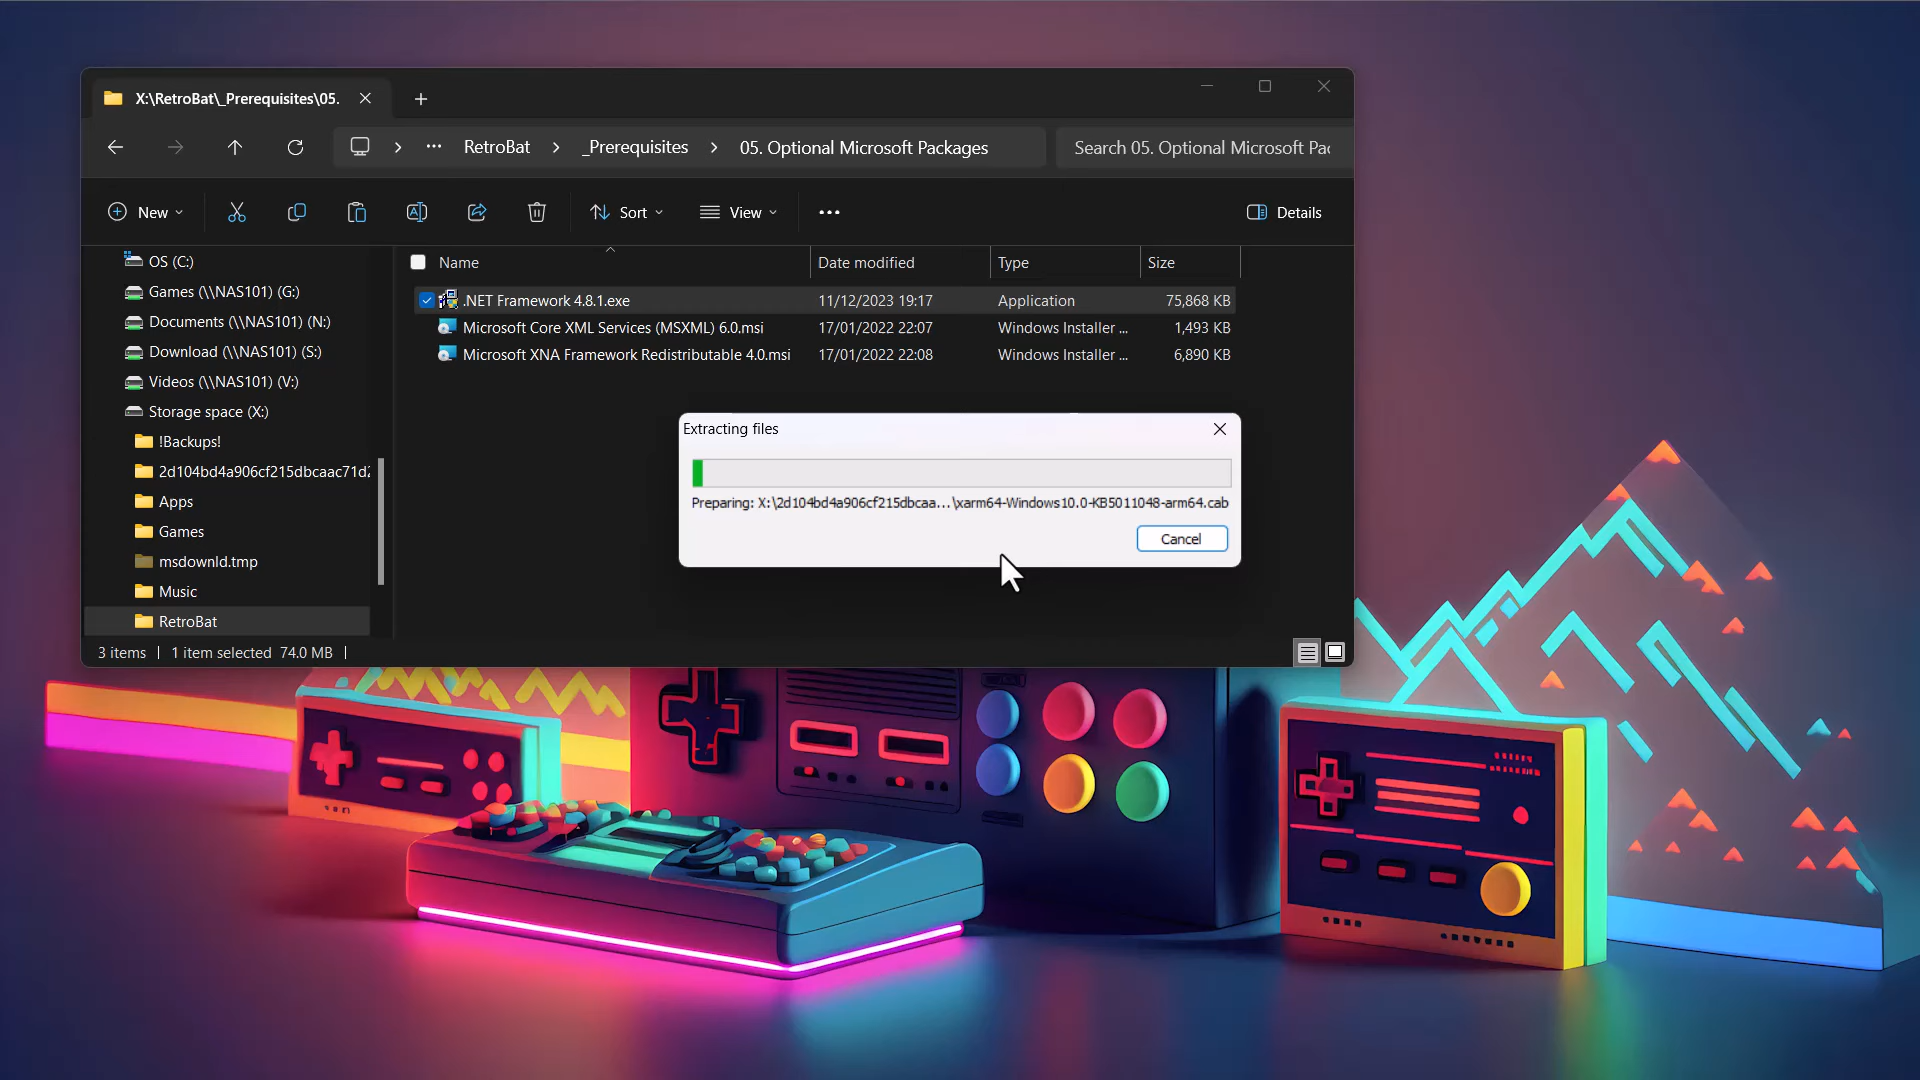 X:\RetroBat\_Prerequisites\05.
RetroBat
_Prerequisites
05. Optional Microsoft Packages
Search 05. Optional Microsoft Pac
New
Sort
View
Details
Name
Date modified
Type
Size
.NET Framework 4.8.1.exe 11/12/2023 19:17 Application 75,868 KB
Microsoft Core XML Services (MSXML) 6.0.msi 17/01/2022 22:07 Windows Installer ... 1,493 KB
Microsoft XNA Framework Redistributable 4.0.msi 17/01/2022 22:08 Windows Installer ... 6,890 KB
OS (C:)
Games (\\NAS101) (G:)
Documents (\\NAS101) (N:)
Download (\\NAS101) (S:)
Videos (\\NAS101) (V:)
Storage space (X:)
!Backups!
2d104bd4a906cf215dbcaac71d2
Apps
Games
msdownld.tmp
Music
RetroBat
Extracting files
Preparing: X:\2d104bd4a906cf215dbcaa...\xarm64-Windows10.0-KB5011048-arm64.cab
Cancel
3 items | 1 item selected 74.0 MB |